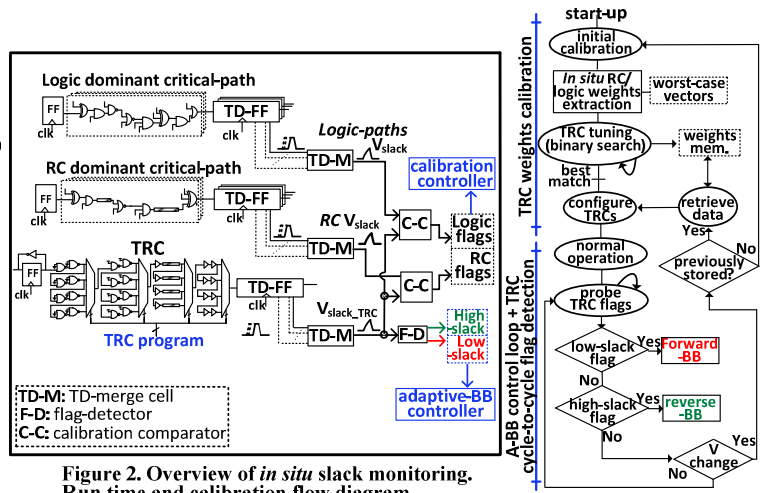 Logic dominant critical-path
FF
clk
TD-FF
clk
Logic-paths
TD-M
Vslack
RC dominant critical-path
FF
clk
TD-FF
clk
RC Vslack
TD-M
C-C
C-C
calibration
controller
Logic
flags
RC
flags
TRC
FF
clk
TD-FF
clk
TRC program
Vslack_TRC
TD-M
F-D
High
-slack
Low
-slack
adaptive-BB
controller
TD-M: TD-merge cell
F-D: flag-detector
C-C: calibration comparator
Figure 2. Overview of in situ slack monitoring.
Run time and calibration flow diagram
TRC weights calibration
A-BB control loop + TRC
cycle-to-cycle flag detection
start-up
initial
calibration
In situ RC/
logic weights
extraction
worst-case
vectors
TRC tuning
(binary search)
weights
mem.
best
match
configure
TRCs
retrieve
data
Yes
No
normal
operation
previously
stored?
probe
TRC flags
low-slack
flag
Yes
Forward
-BB
No
high-slack
flag
Yes
reverse
-BB
No
V
change
Yes
No